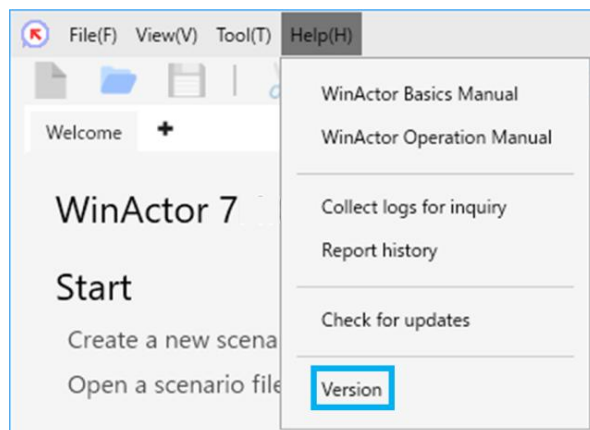 File(F) View(V) Tool(T) Help(H)
Welcome
WinActor 7
Start
Create a new scena
Open a scenario file
WinActor Basics Manual
WinActor Operation Manual
Collect logs for inquiry
Report history
Check for updates
Version